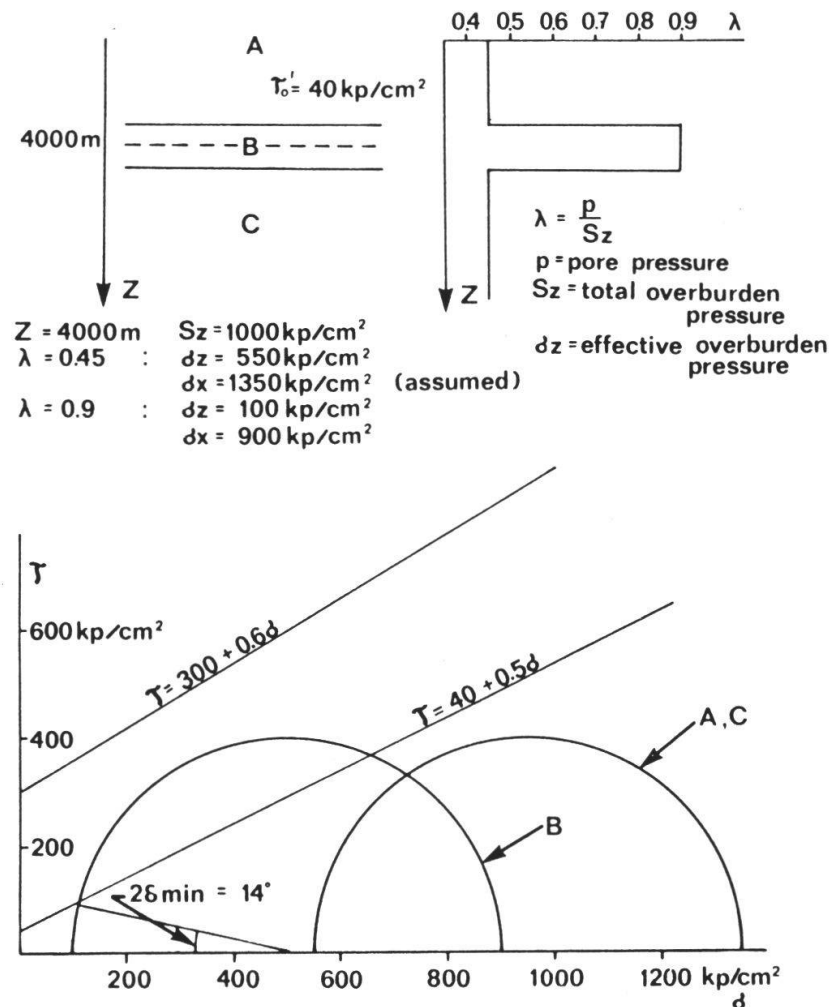 A
0.4 0.5 0.6 0.7 0.8 0.9 λ
τ₀' = 40 kp/cm²
4000 m
B
C
Z
Z
λ = p/Sz
p = pore pressure
Sz = total overburden
pressure
σz = effective overburden
pressure
Z = 4000 m Sz = 1000 kp/cm²
λ = 0.45 : σz = 550 kp/cm²
σx = 1350 kp/cm² (assumed)
λ = 0.9 : σz = 100 kp/cm²
σx = 900 kp/cm²
τ
600 kp/cm²
τ = 300 + 0.6σ
τ = 40 + 0.5σ
400
A, C
200
B
2δ min = 14°
200 400 600 800 1000 1200 kp/cm²
σ